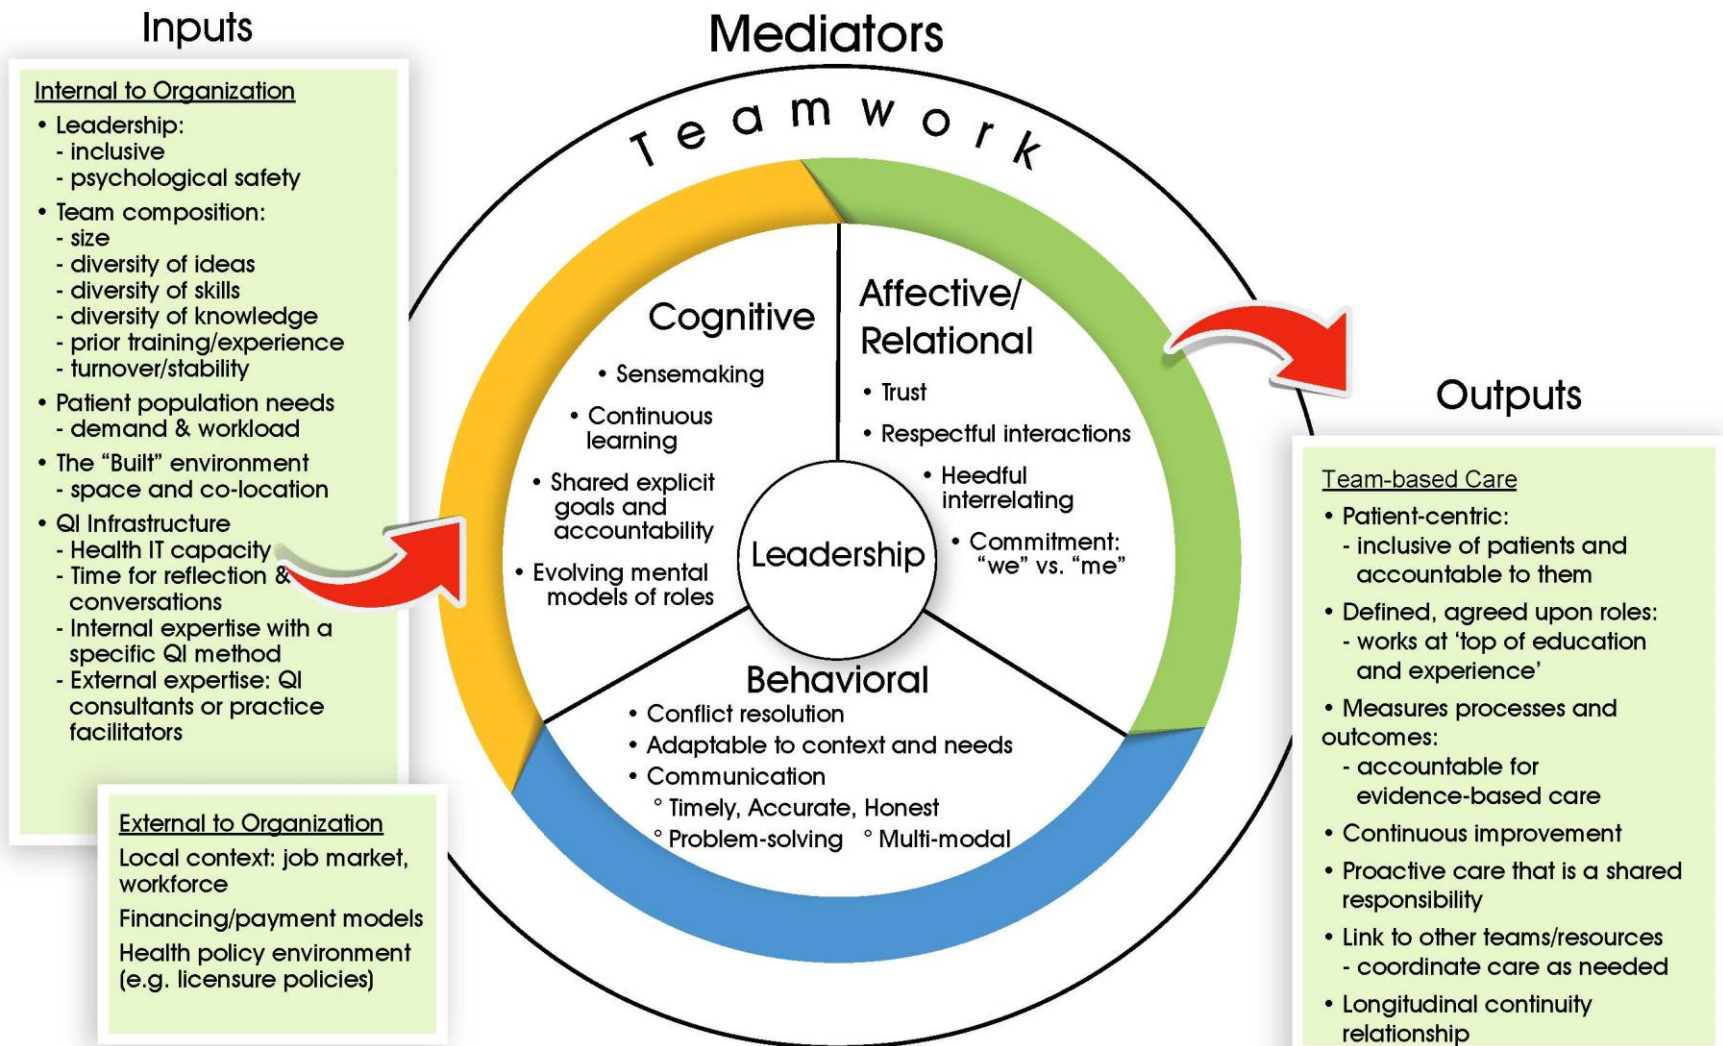 Inputs
Internal to Organization
• Leadership:
- inclusive
- psychological safety
• Team composition:
- size
- diversity of ideas
- diversity of skills
- diversity of knowledge
- prior training/experience
- turnover/stability
• Patient population needs
- demand & workload
• The “Built” environment
- space and co-location
• QI Infrastructure
- Health IT capacity
- Time for reflection &
conversations
- Internal expertise with a
specific QI method
- External expertise: QI
consultants or practice
facilitators
External to Organization
Local context: job market,
workforce
Financing/payment models
Health policy environment
(e.g. licensure policies)
Mediators
Teamwork
Cognitive
• Sensemaking
• Continuous
learning
• Shared explicit
goals and
accountability
• Evolving mental
models of roles
Affective/
Relational
• Trust
• Respectful interactions
• Heedful
interrelating
• Commitment:
“we” vs. “me”
Leadership
Behavioral
• Conflict resolution
• Adaptable to context and needs
• Communication
° Timely, Accurate, Honest
° Problem-solving ° Multi-modal
Outputs
Team-based Care
• Patient-centric:
- inclusive of patients and
accountable to them
• Defined, agreed upon roles:
- works at ‘top of education
and experience’
• Measures processes and
outcomes:
- accountable for
evidence-based care
• Continuous improvement
• Proactive care that is a shared
responsibility
• Link to other teams/resources
- coordinate care as needed
• Longitudinal continuity
relationship